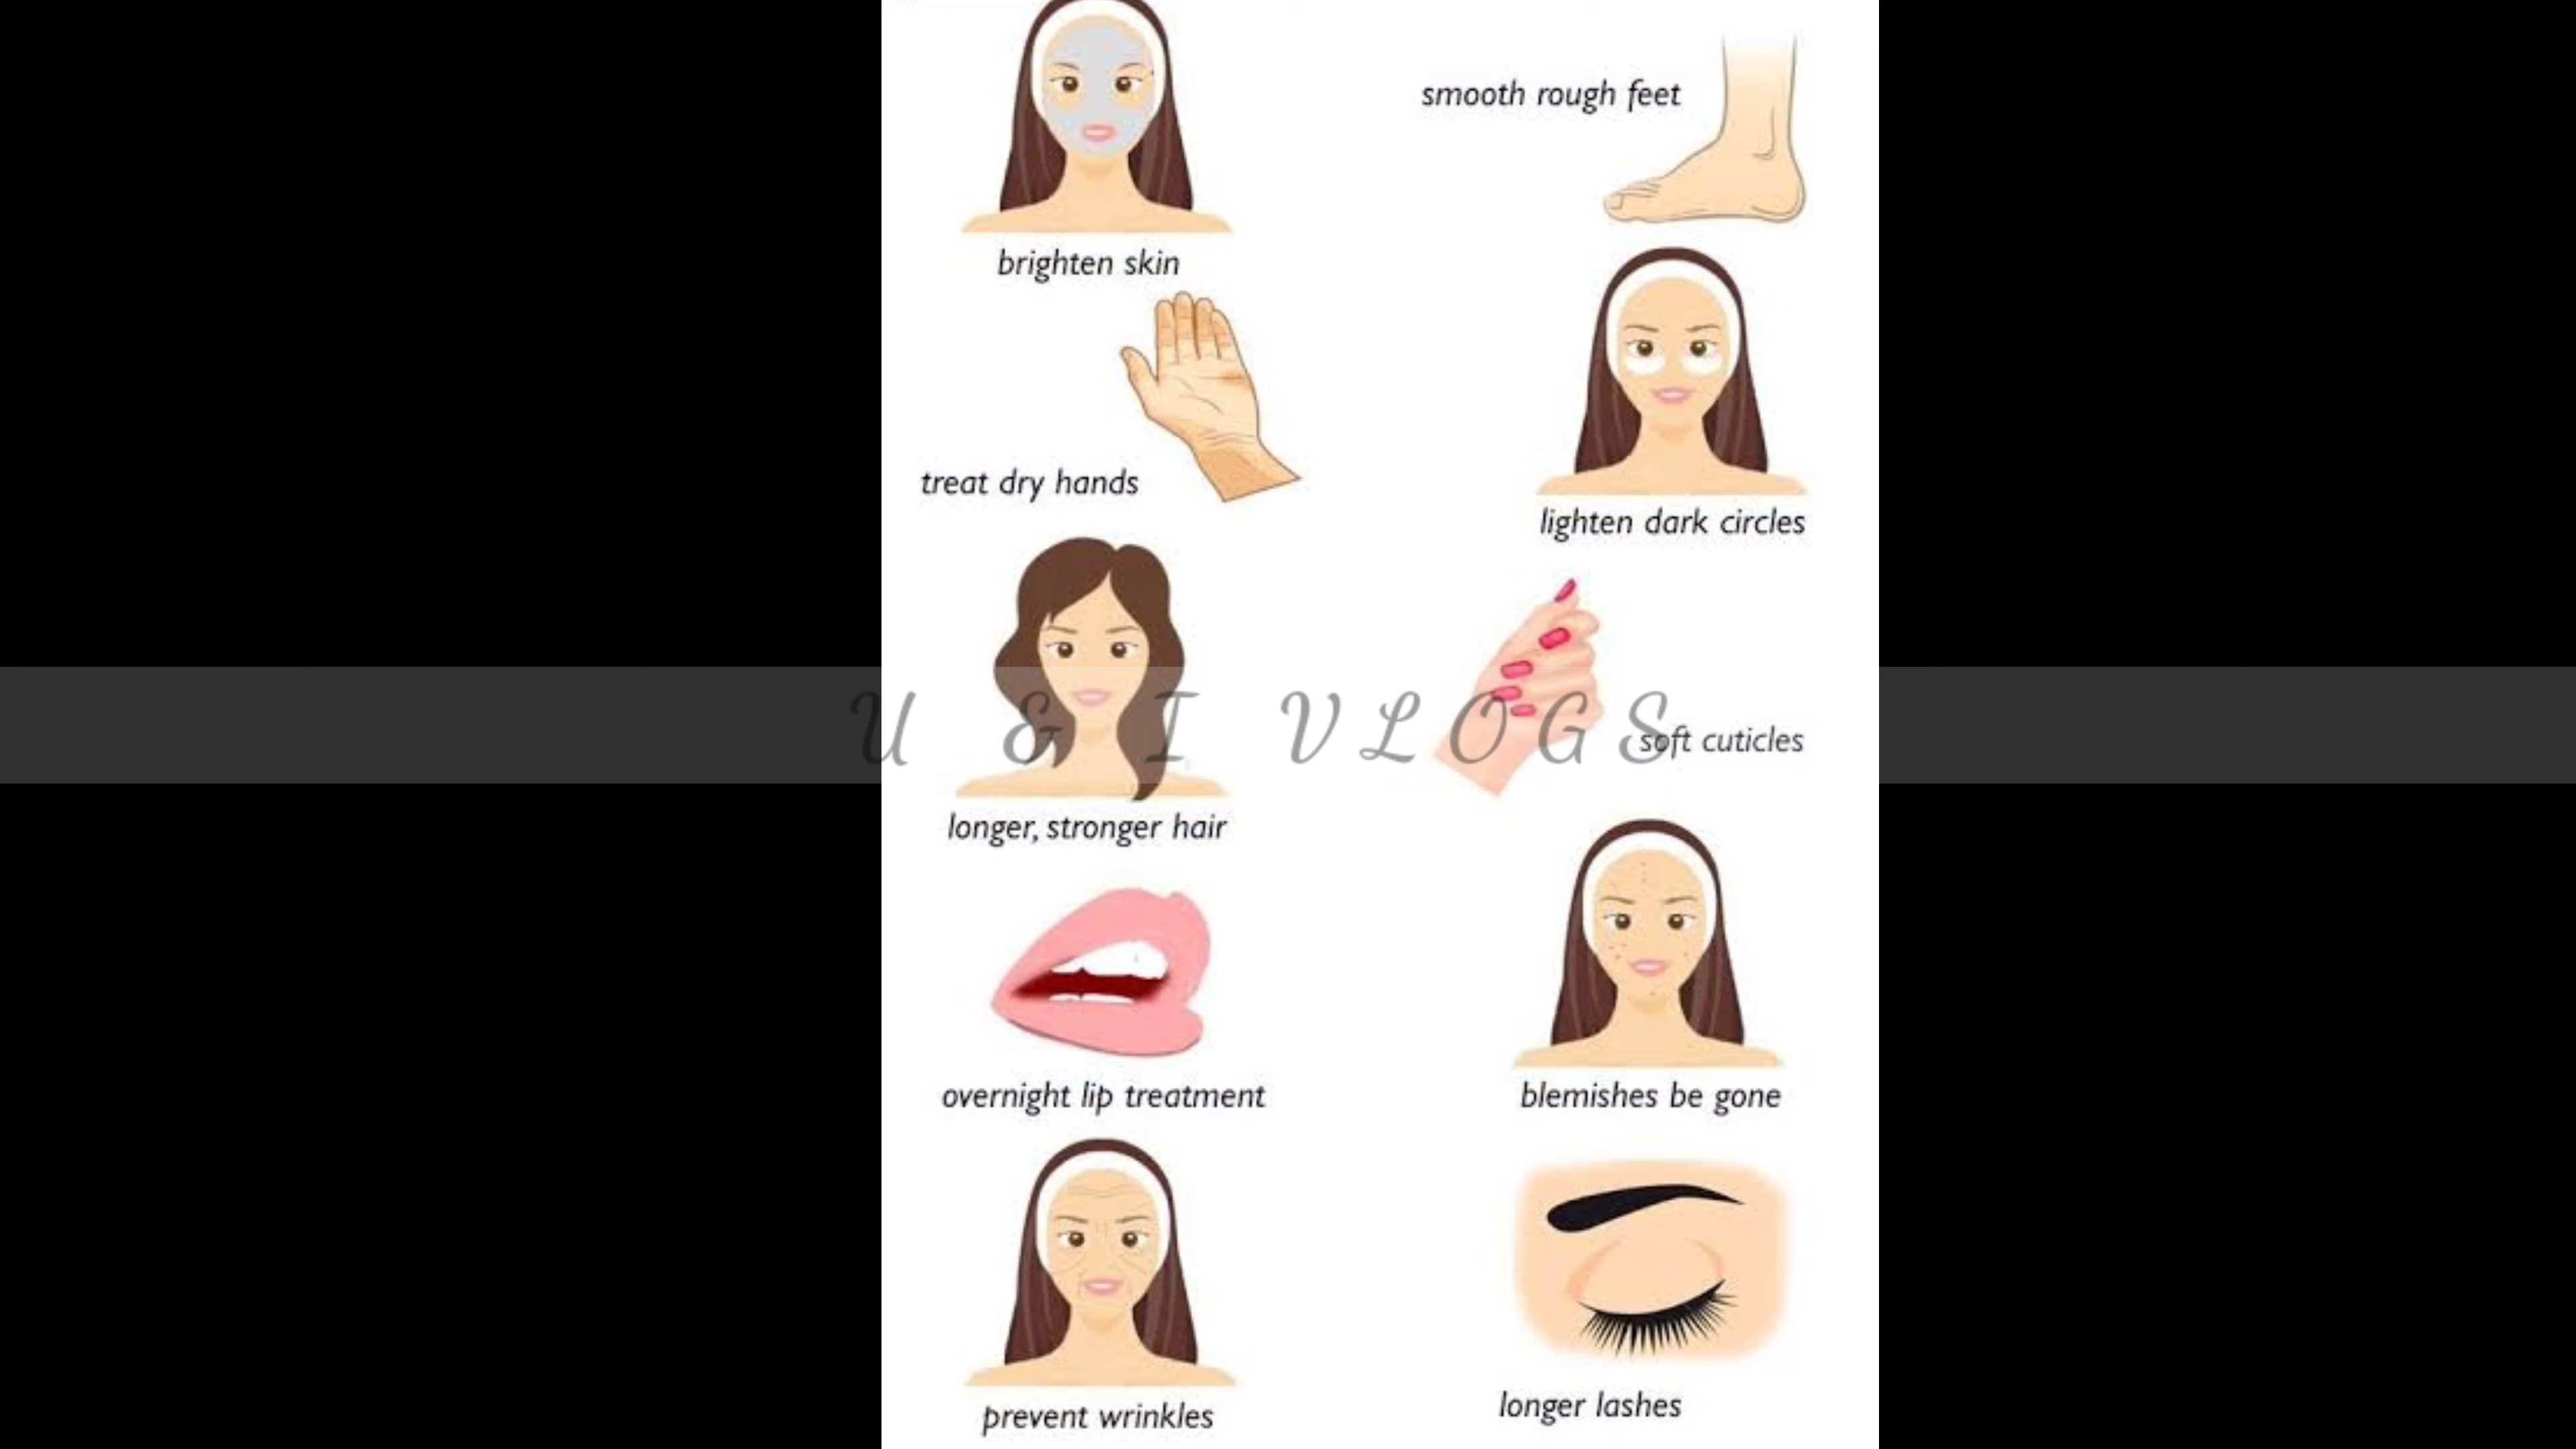 smooth rough feet
brighten skin
treat dry hands
lighten dark circles
U & I VLOGS
soft cuticles
longer, stronger hair
overnight lip treatment
blemishes be gone
prevent wrinkles
longer lashes